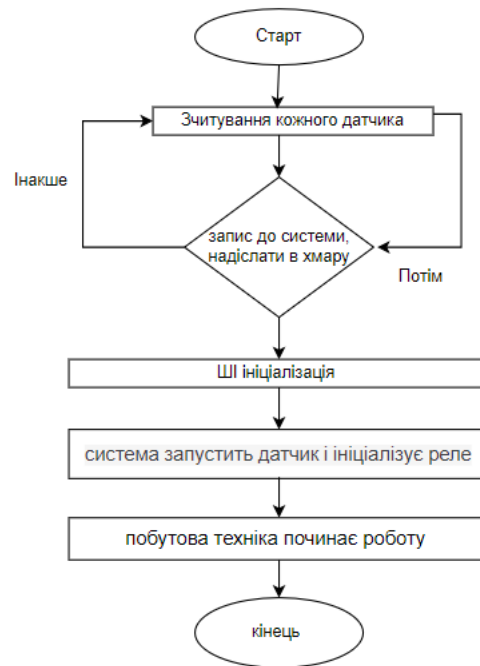 Старт
Зчитування кожного датчика
Інакше
запис до системи,
надіслати в хмару
Потім
ШІ ініціалізація
система запустить датчик і ініціалізує реле
побутова техніка починає роботу
кінець